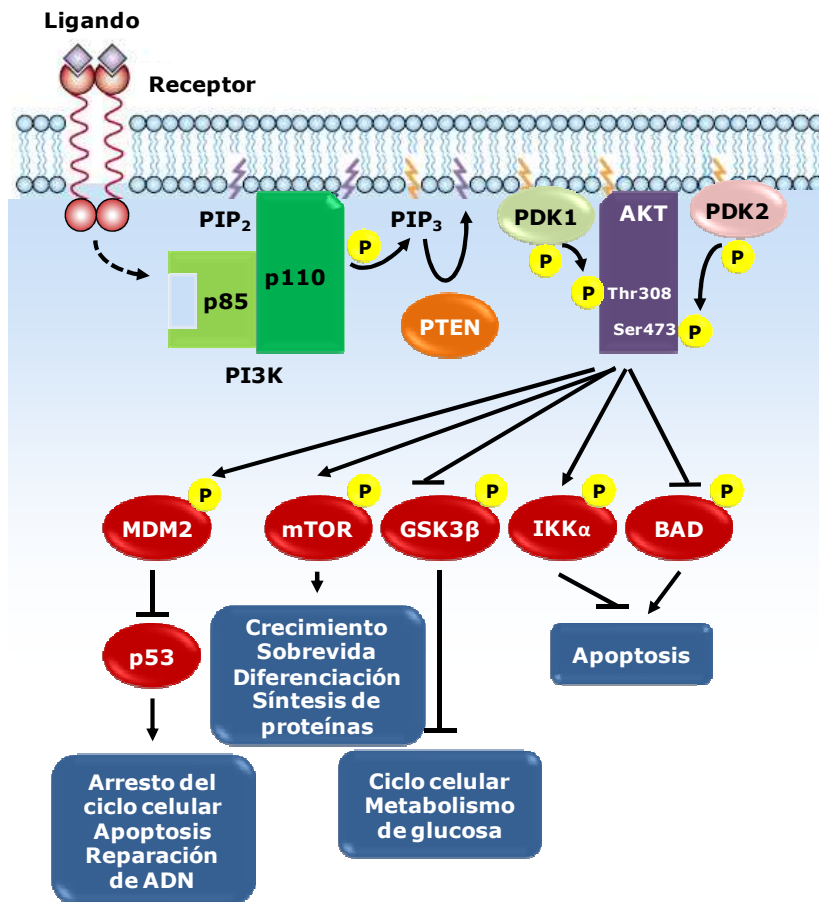 Ligando
Receptor
PIP2
p85
p110
PI3K
P
PIP3
PTEN
PDK1
P
P
AKT
Thr308
Ser473
PDK2
P
P
P
MDM2
P
mTOR
P
GSK3β
P
IKKα
P
BAD
p53
Crecimiento
Sobrevida
Diferenciación
Síntesis de
proteínas
Apoptosis
Arresto del
ciclo celular
Apoptosis
Reparación
de ADN
Ciclo celular
Metabolismo
de glucosa